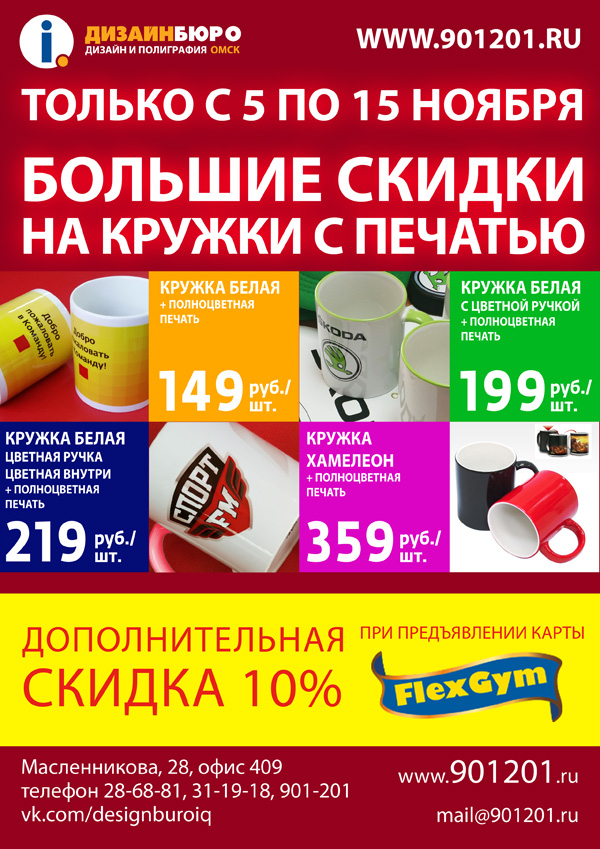 i.
ДИЗАЙНБЮРО
ДИЗАЙН И ПОЛИГРАФИЯ ОМСК
WWW.901201.RU
ТОЛЬКО С 5 ПО 15 НОЯБРЯ
БОЛЬШИЕ СКИДКИ
НА КРУЖКИ С ПЕЧАТЬЮ
Добро
пожаловать
в Команду!
Добро
пожаловать
в Команду!
КРУЖКА БЕЛАЯ
+ ПОЛНОЦВЕТНАЯ
ПЕЧАТЬ
149 руб./
шт.
ŠKODA
КРУЖКА БЕЛАЯ
С ЦВЕТНОЙ РУЧКОЙ
+ ПОЛНОЦВЕТНАЯ
ПЕЧАТЬ
199 руб./
шт.
КРУЖКА БЕЛАЯ
ЦВЕТНАЯ РУЧКА
ЦВЕТНАЯ ВНУТРИ
+ ПОЛНОЦВЕТНАЯ
ПЕЧАТЬ
219 руб./
шт.
СПОРТ
FM
КРУЖКА
ХАМЕЛЕОН
+ ПОЛНОЦВЕТНАЯ
ПЕЧАТЬ
359 руб./
шт.
ДОПОЛНИТЕЛЬНАЯ
СКИДКА 10%
ПРИ ПРЕДЪЯВЛЕНИИ КАРТЫ
FlexGym
Масленникова, 28, офис 409
телефон 28-68-81, 31-19-18, 901-201
vk.com/designburoiq
www.901201.ru
mail@901201.ru